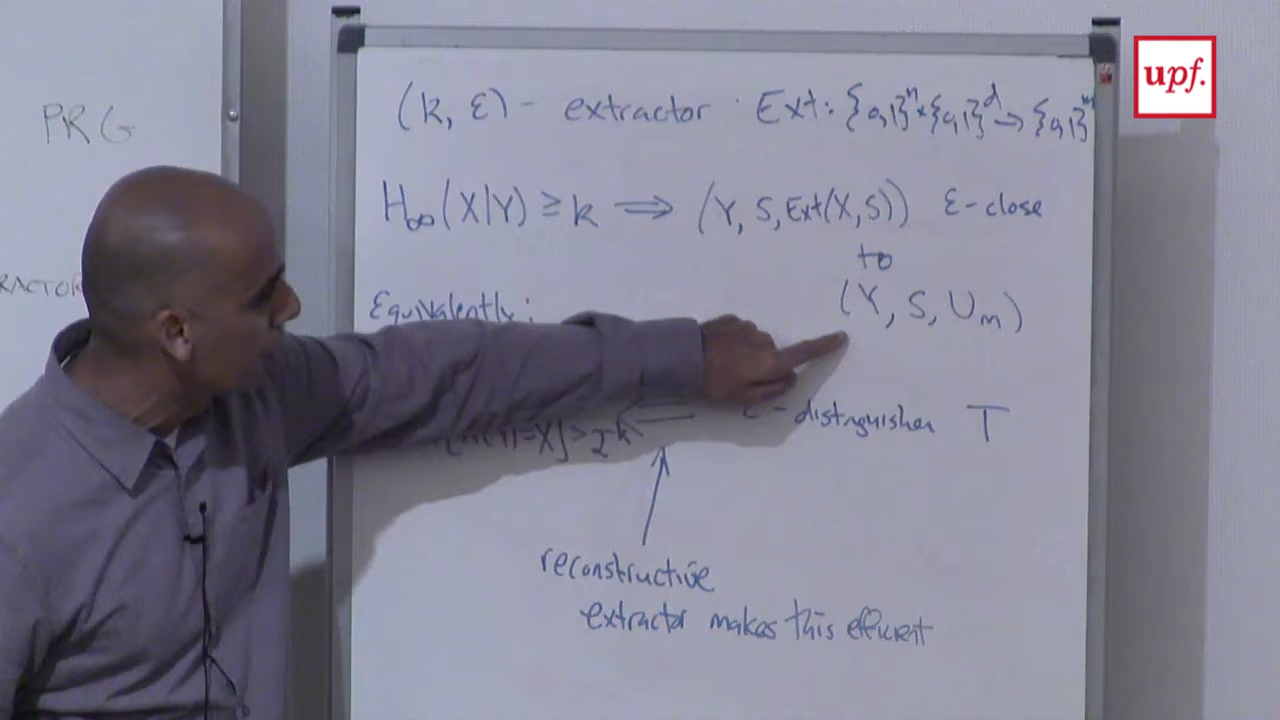 PRG
RACTOR
(k, ε) - extractor Ext: {0,1}ⁿ × {0,1}ᵈ → {0,1}ᵐ
H∞(X|Y) ≥ k ⟹ (Y, S, Ext(X,S)) ε-close
to
(Y, S, Uₘ)
Equivalently:
=X] > 2⁻ᵏ ⟸ - distinguisher T
reconstructive
extractor makes this efficient
upf.